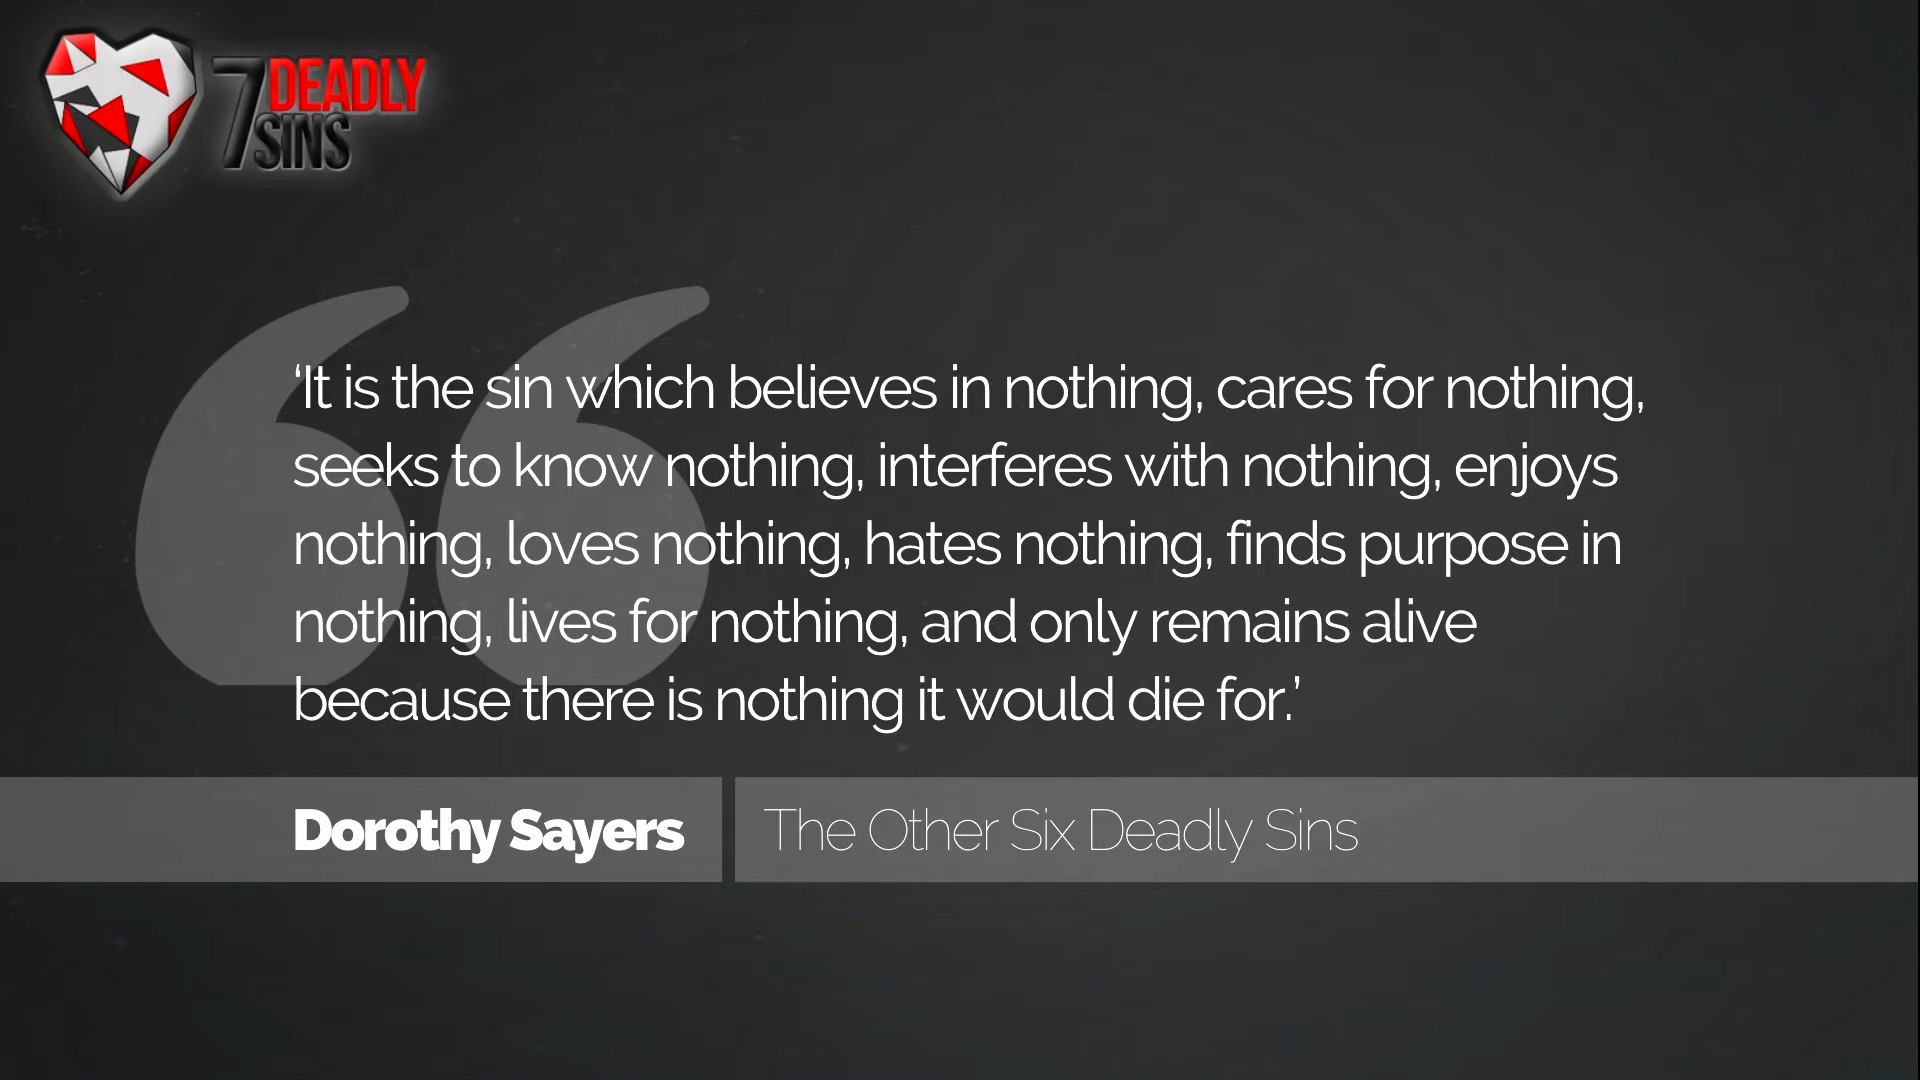 7 DEADLY
SINS
‘It is the sin which believes in nothing, cares for nothing,
seeks to know nothing, interferes with nothing, enjoys
nothing, loves nothing, hates nothing, finds purpose in
nothing, lives for nothing, and only remains alive
because there is nothing it would die for.’
Dorothy Sayers
The Other Six Deadly Sins